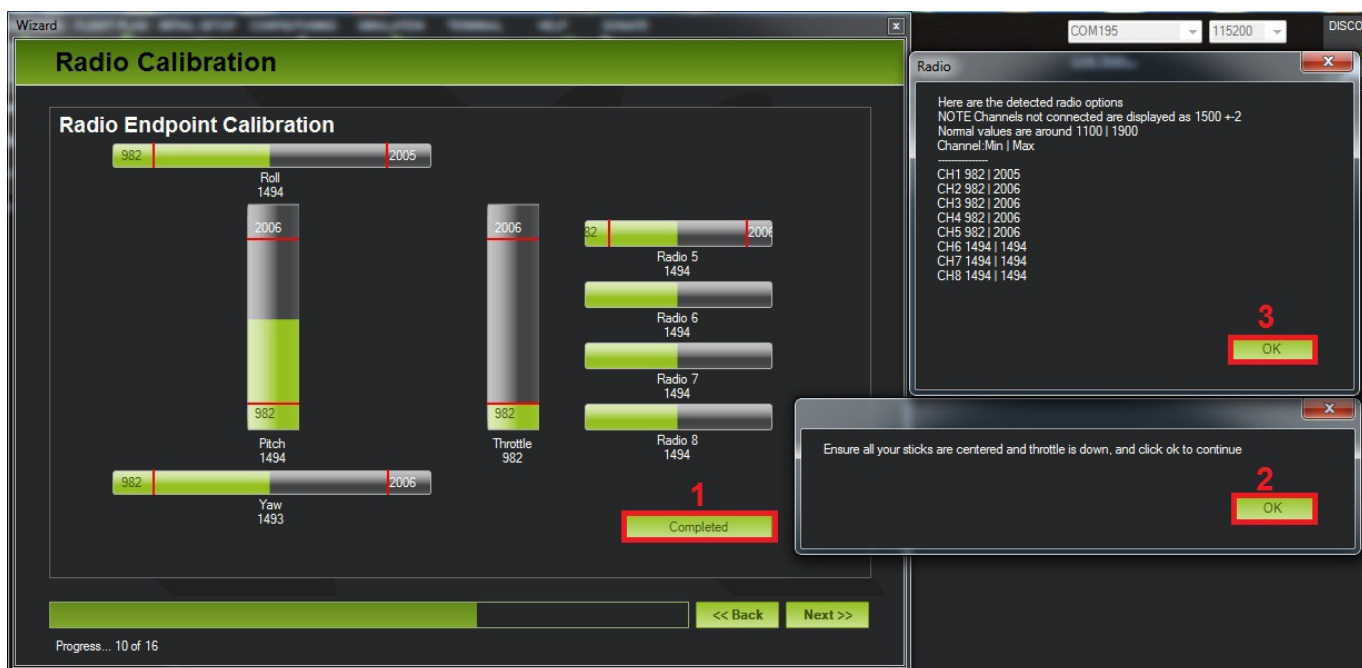 Wizard
x
COM195
115200
DISCO
Radio Calibration
Radio
x
Here are the detected radio options
NOTE Channels not connected are displayed as 1500 +-2
Normal values are around 1100 | 1900
Channel:Min | Max
---------------
CH1 982 | 2005
CH2 982 | 2006
CH3 982 | 2006
CH4 982 | 2006
CH5 982 | 2006
CH6 1494 | 1494
CH7 1494 | 1494
CH8 1494 | 1494
3
OK
Radio Endpoint Calibration
982
2005
Roll
1494
2006
982
Pitch
1494
2006
982
Throttle
982
82
2006
Radio 5
1494
Radio 6
1494
Radio 7
1494
Radio 8
1494
982
2006
Yaw
1493
1
Completed
x
Ensure all your sticks are centered and throttle is down, and click ok to continue
2
OK
<< Back
Next >>
Progress... 10 of 16